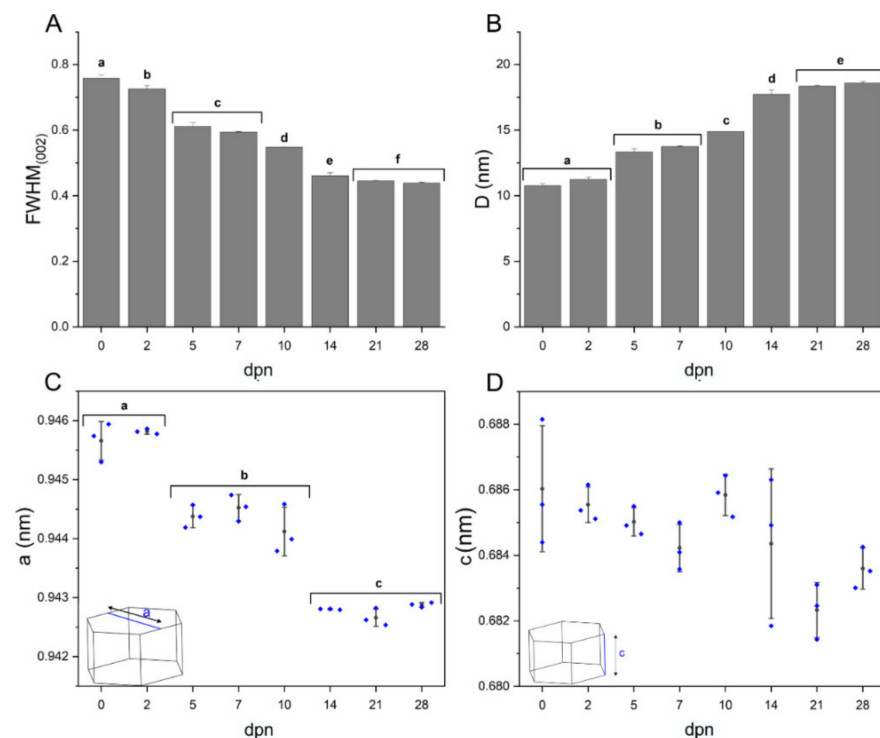 A
FWHM(002)
0.8
0.6
0.4
0.2
0.0
a
b
c
d
e
f
0 2 5 7 10 14 21 28
dpn
B
D (nm)
20
15
10
5
0
a
b
c
d
e
0 2 5 7 10 14 21 28
dpn
C
a (nm)
0.946
0.945
0.944
0.943
0.942
a
b
c
a
0 2 5 7 10 14 21 28
dpn
D
c (nm)
0.688
0.686
0.684
0.682
0.680
c
0 2 5 7 10 14 21 28
dpn